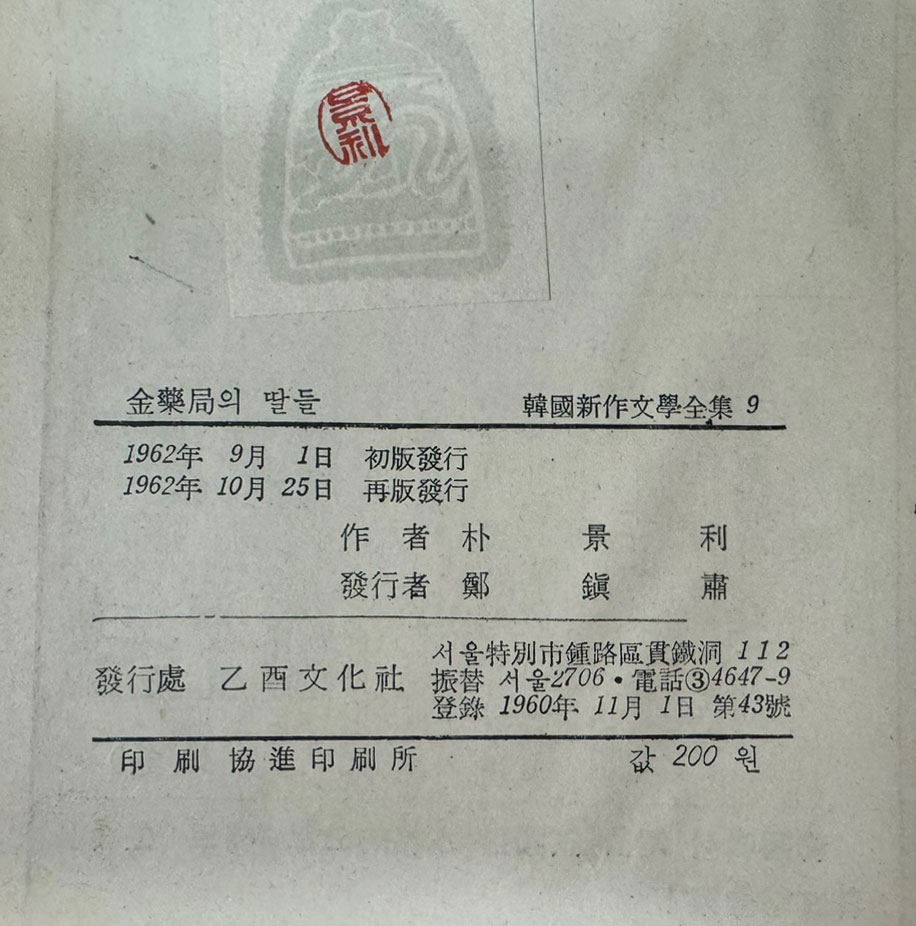 景利
金藥局의 딸들 韓國新作文學全集 9
1962年 9月 1日 初版發行
1962年 10月 25日 再版發行
作者 朴景利
發行者 鄭鎭肅
發行處 乙酉文化社
서울特別市鍾路區貫鐵洞 112
振替 서울2706・電話③4647-9
登錄 1960年 11月 1日 第43號
印刷 協進印刷所 값 200 원